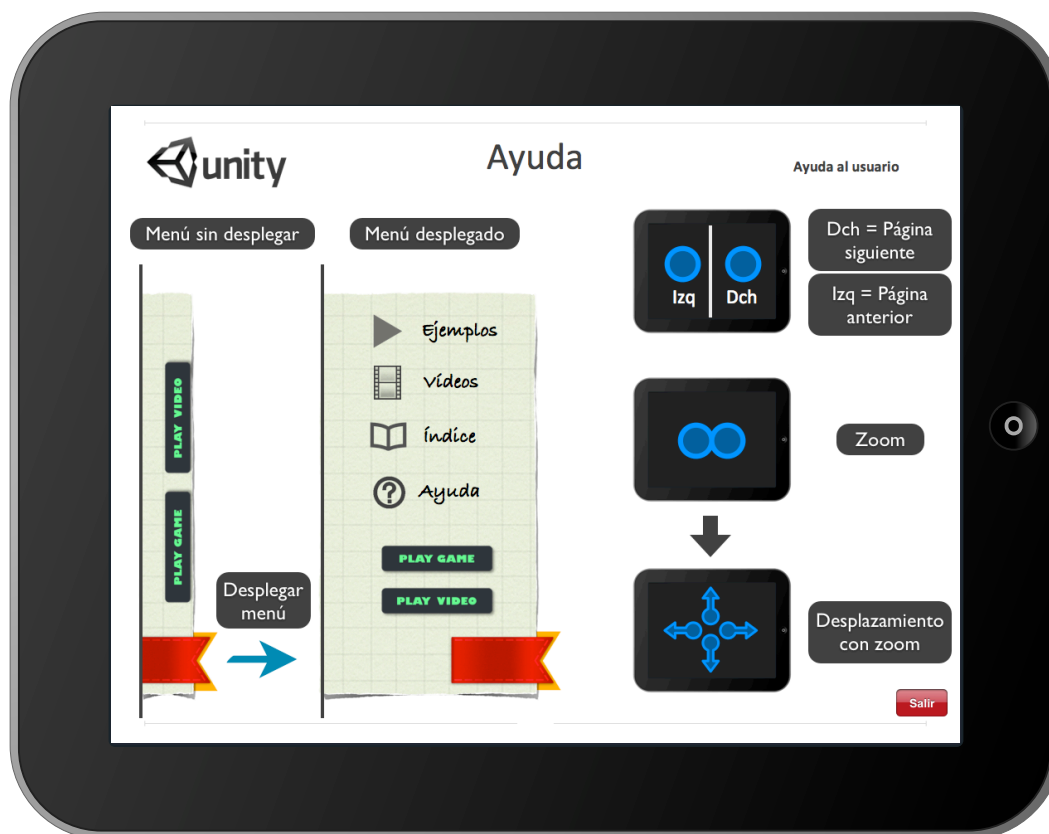 unity
Ayuda
Ayuda al usuario
Menú sin desplegar
Menú desplegado
PLAY VIDEO
PLAY GAME
Desplegar
menú
Ejemplos
Vídeos
Índice
Ayuda
PLAY GAME
PLAY VIDEO
Izq
Dch
Dch = Página
siguiente
Izq = Página
anterior
Zoom
Desplazamiento
con zoom
Salir